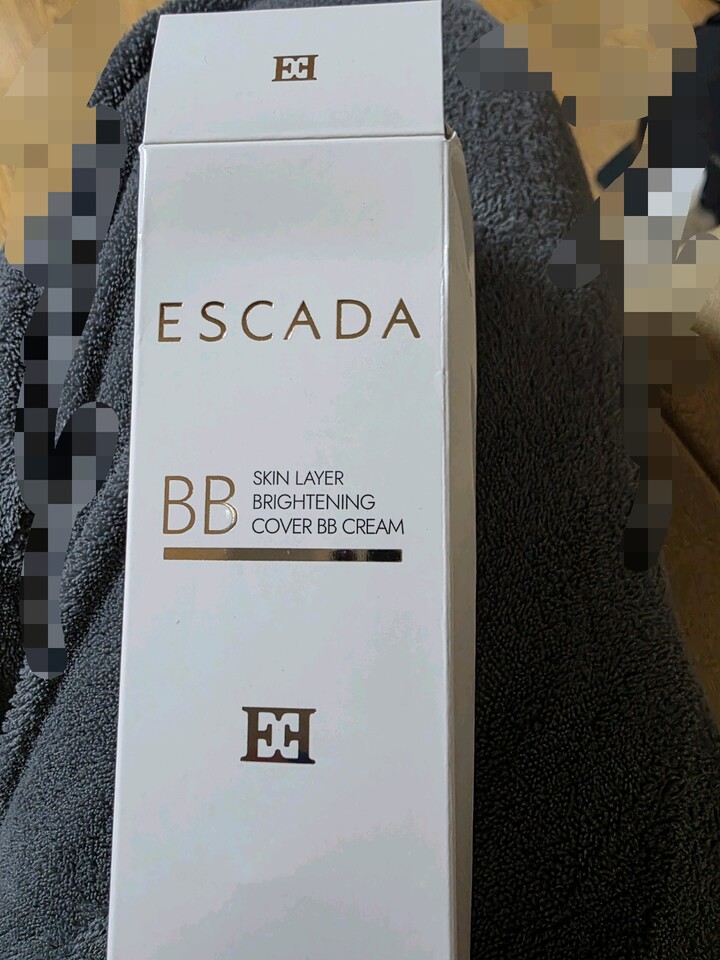 ESCADA
BB
SKIN LAYER
BRIGHTENING
COVER BB CREAM